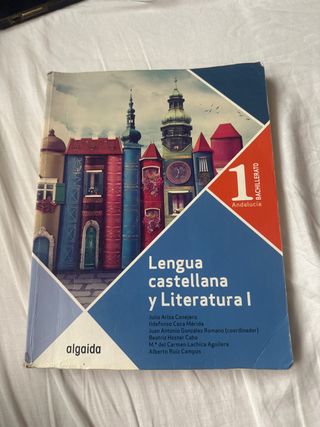 1
BACHILLERATO
Andalucía
Lengua
castellana
y Literatura I
Julio Ariza Conejero
Ildefonso Coca Mérida
Juan Antonio González Romano (coordinador)
Beatriz Hoster Cabo
M.ª del Carmen Lachica Aguilera
Alberto Ruiz Campos
algaida